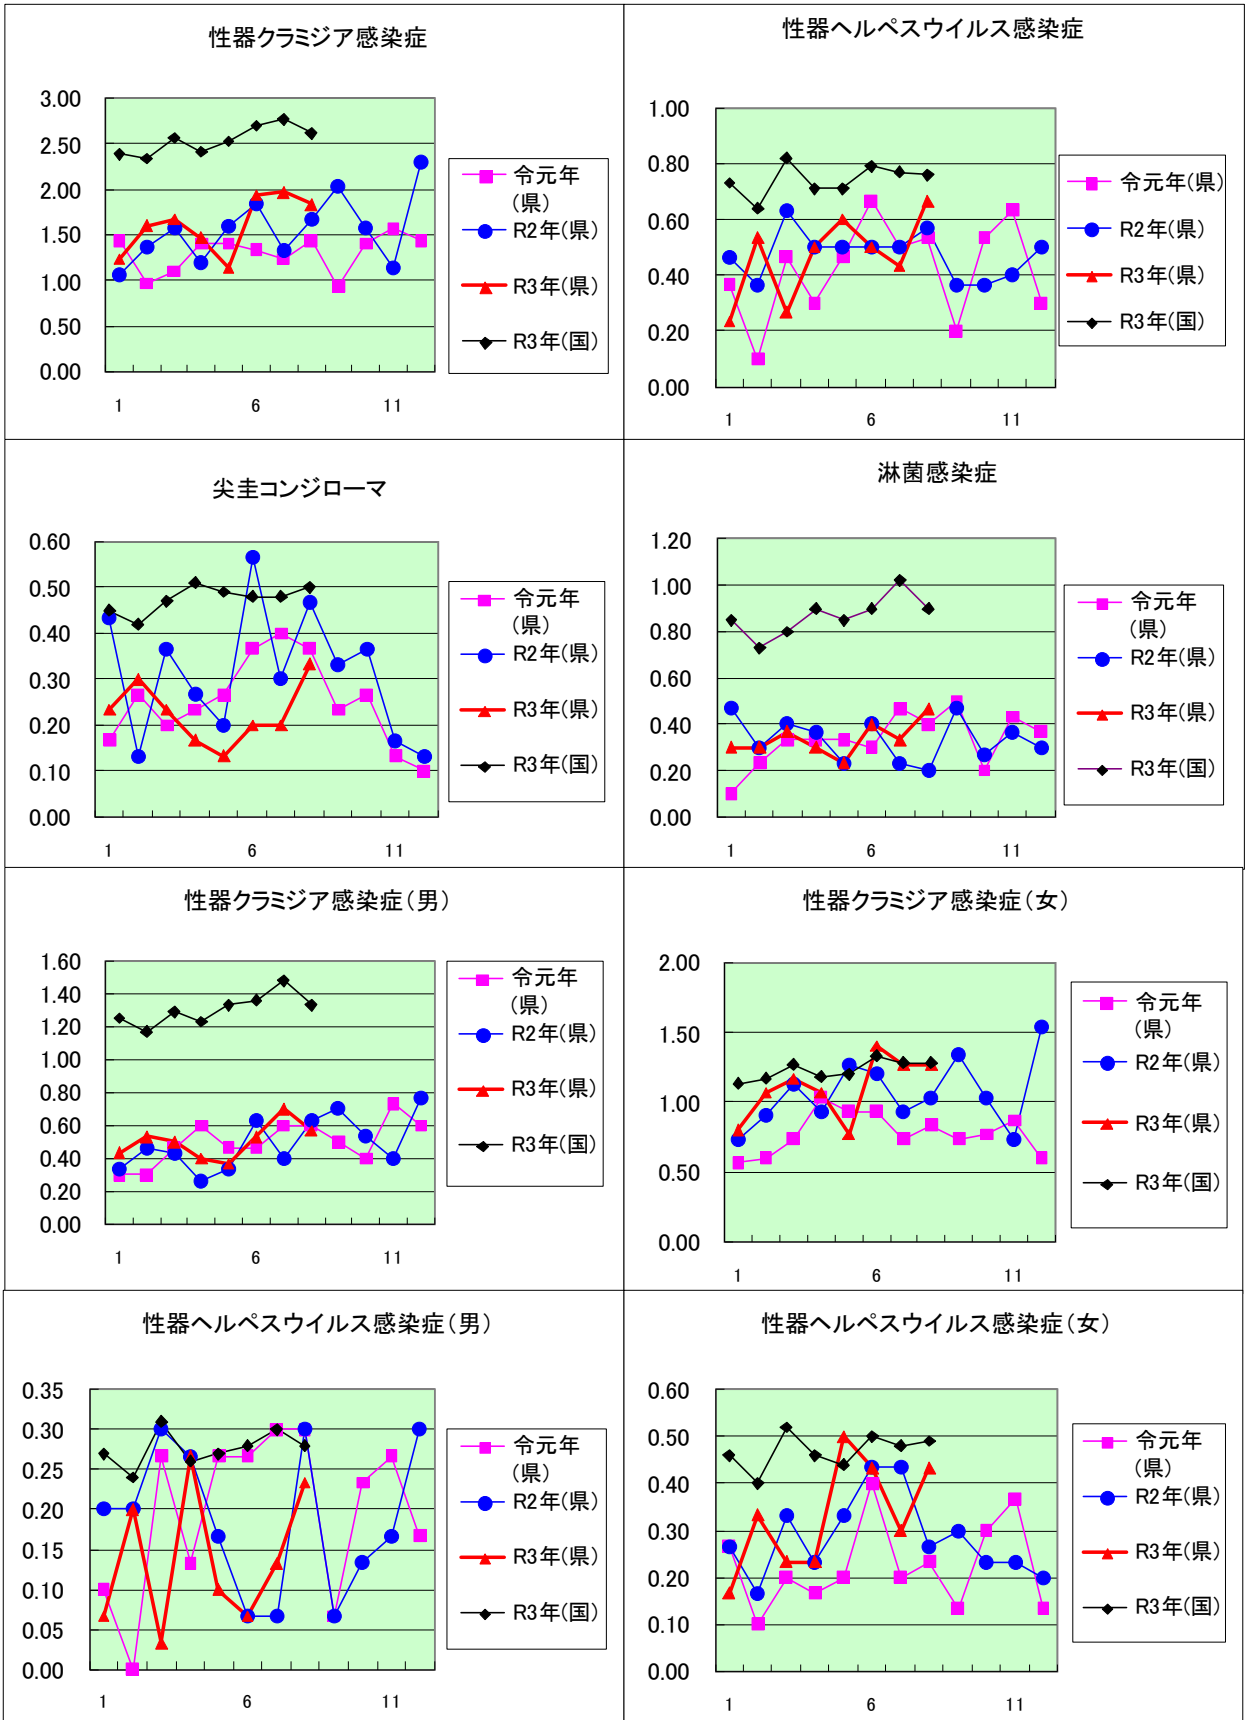 性器クラミジア感染症
3.00
2.50
2.00
1.50
1.00
0.50
0.00
1
6
11
令元年
(県)
R2年(県)
R3年(県)
R3年(国)
性器ヘルペスウイルス感染症
1.00
0.80
0.60
0.40
0.20
0.00
1
6
11
令元年(県)
R2年(県)
R3年(県)
R3年(国)
尖圭コンジローマ
0.60
0.50
0.40
0.30
0.20
0.10
0.00
1
6
11
令元年
(県)
R2年(県)
R3年(県)
R3年(国)
淋菌感染症
1.20
1.00
0.80
0.60
0.40
0.20
0.00
1
6
11
令元年
(県)
R2年(県)
R3年(県)
R3年(国)
性器クラミジア感染症(男)
1.60
1.40
1.20
1.00
0.80
0.60
0.40
0.20
0.00
1
6
11
令元年
(県)
R2年(県)
R3年(県)
R3年(国)
性器クラミジア感染症(女)
2.00
1.50
1.00
0.50
0.00
1
6
11
令元年
(県)
R2年(県)
R3年(県)
R3年(国)
性器ヘルペスウイルス感染症(男)
0.35
0.30
0.25
0.20
0.15
0.10
0.05
0.00
1
6
11
令元年
(県)
R2年(県)
R3年(県)
R3年(国)
性器ヘルペスウイルス感染症(女)
0.60
0.50
0.40
0.30
0.20
0.10
0.00
1
6
11
令元年
(県)
R2年(県)
R3年(県)
R3年(国)